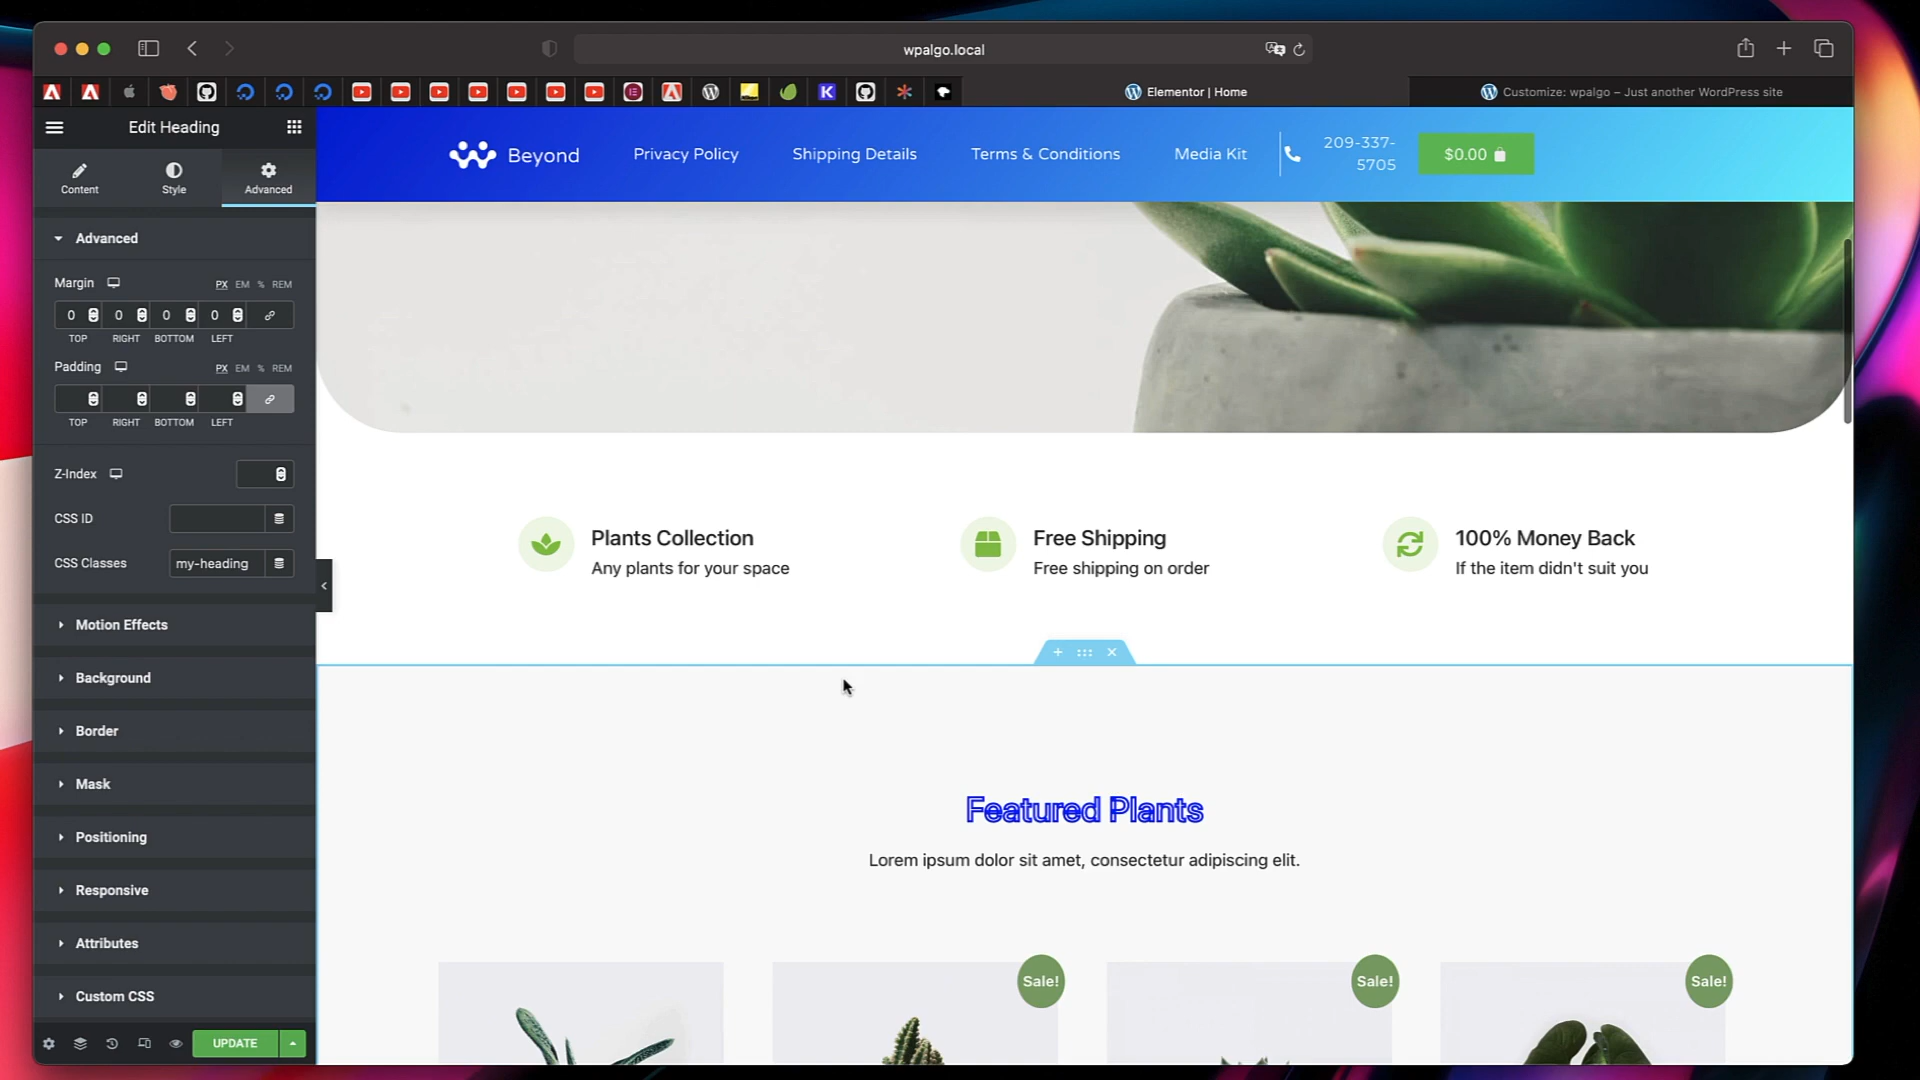 wpalgo.local
Elementor | Home
Customize: wpalgo – Just another WordPress site
Edit Heading
Content
Style
Advanced
Advanced
Margin
PX EM % REM
0 0 0 0
TOP RIGHT BOTTOM LEFT
Padding
PX EM % REM
TOP RIGHT BOTTOM LEFT
Z-Index
CSS ID
CSS Classes
my-heading
Motion Effects
Background
Border
Mask
Positioning
Responsive
Attributes
Custom CSS
UPDATE
Beyond
Privacy Policy
Shipping Details
Terms & Conditions
Media Kit
209-337-
5705
$0.00
Plants Collection
Any plants for your space
Free Shipping
Free shipping on order
100% Money Back
If the item didn't suit you
Featured Plants
Lorem ipsum dolor sit amet, consectetur adipiscing elit.
Sale!
Sale!
Sale!